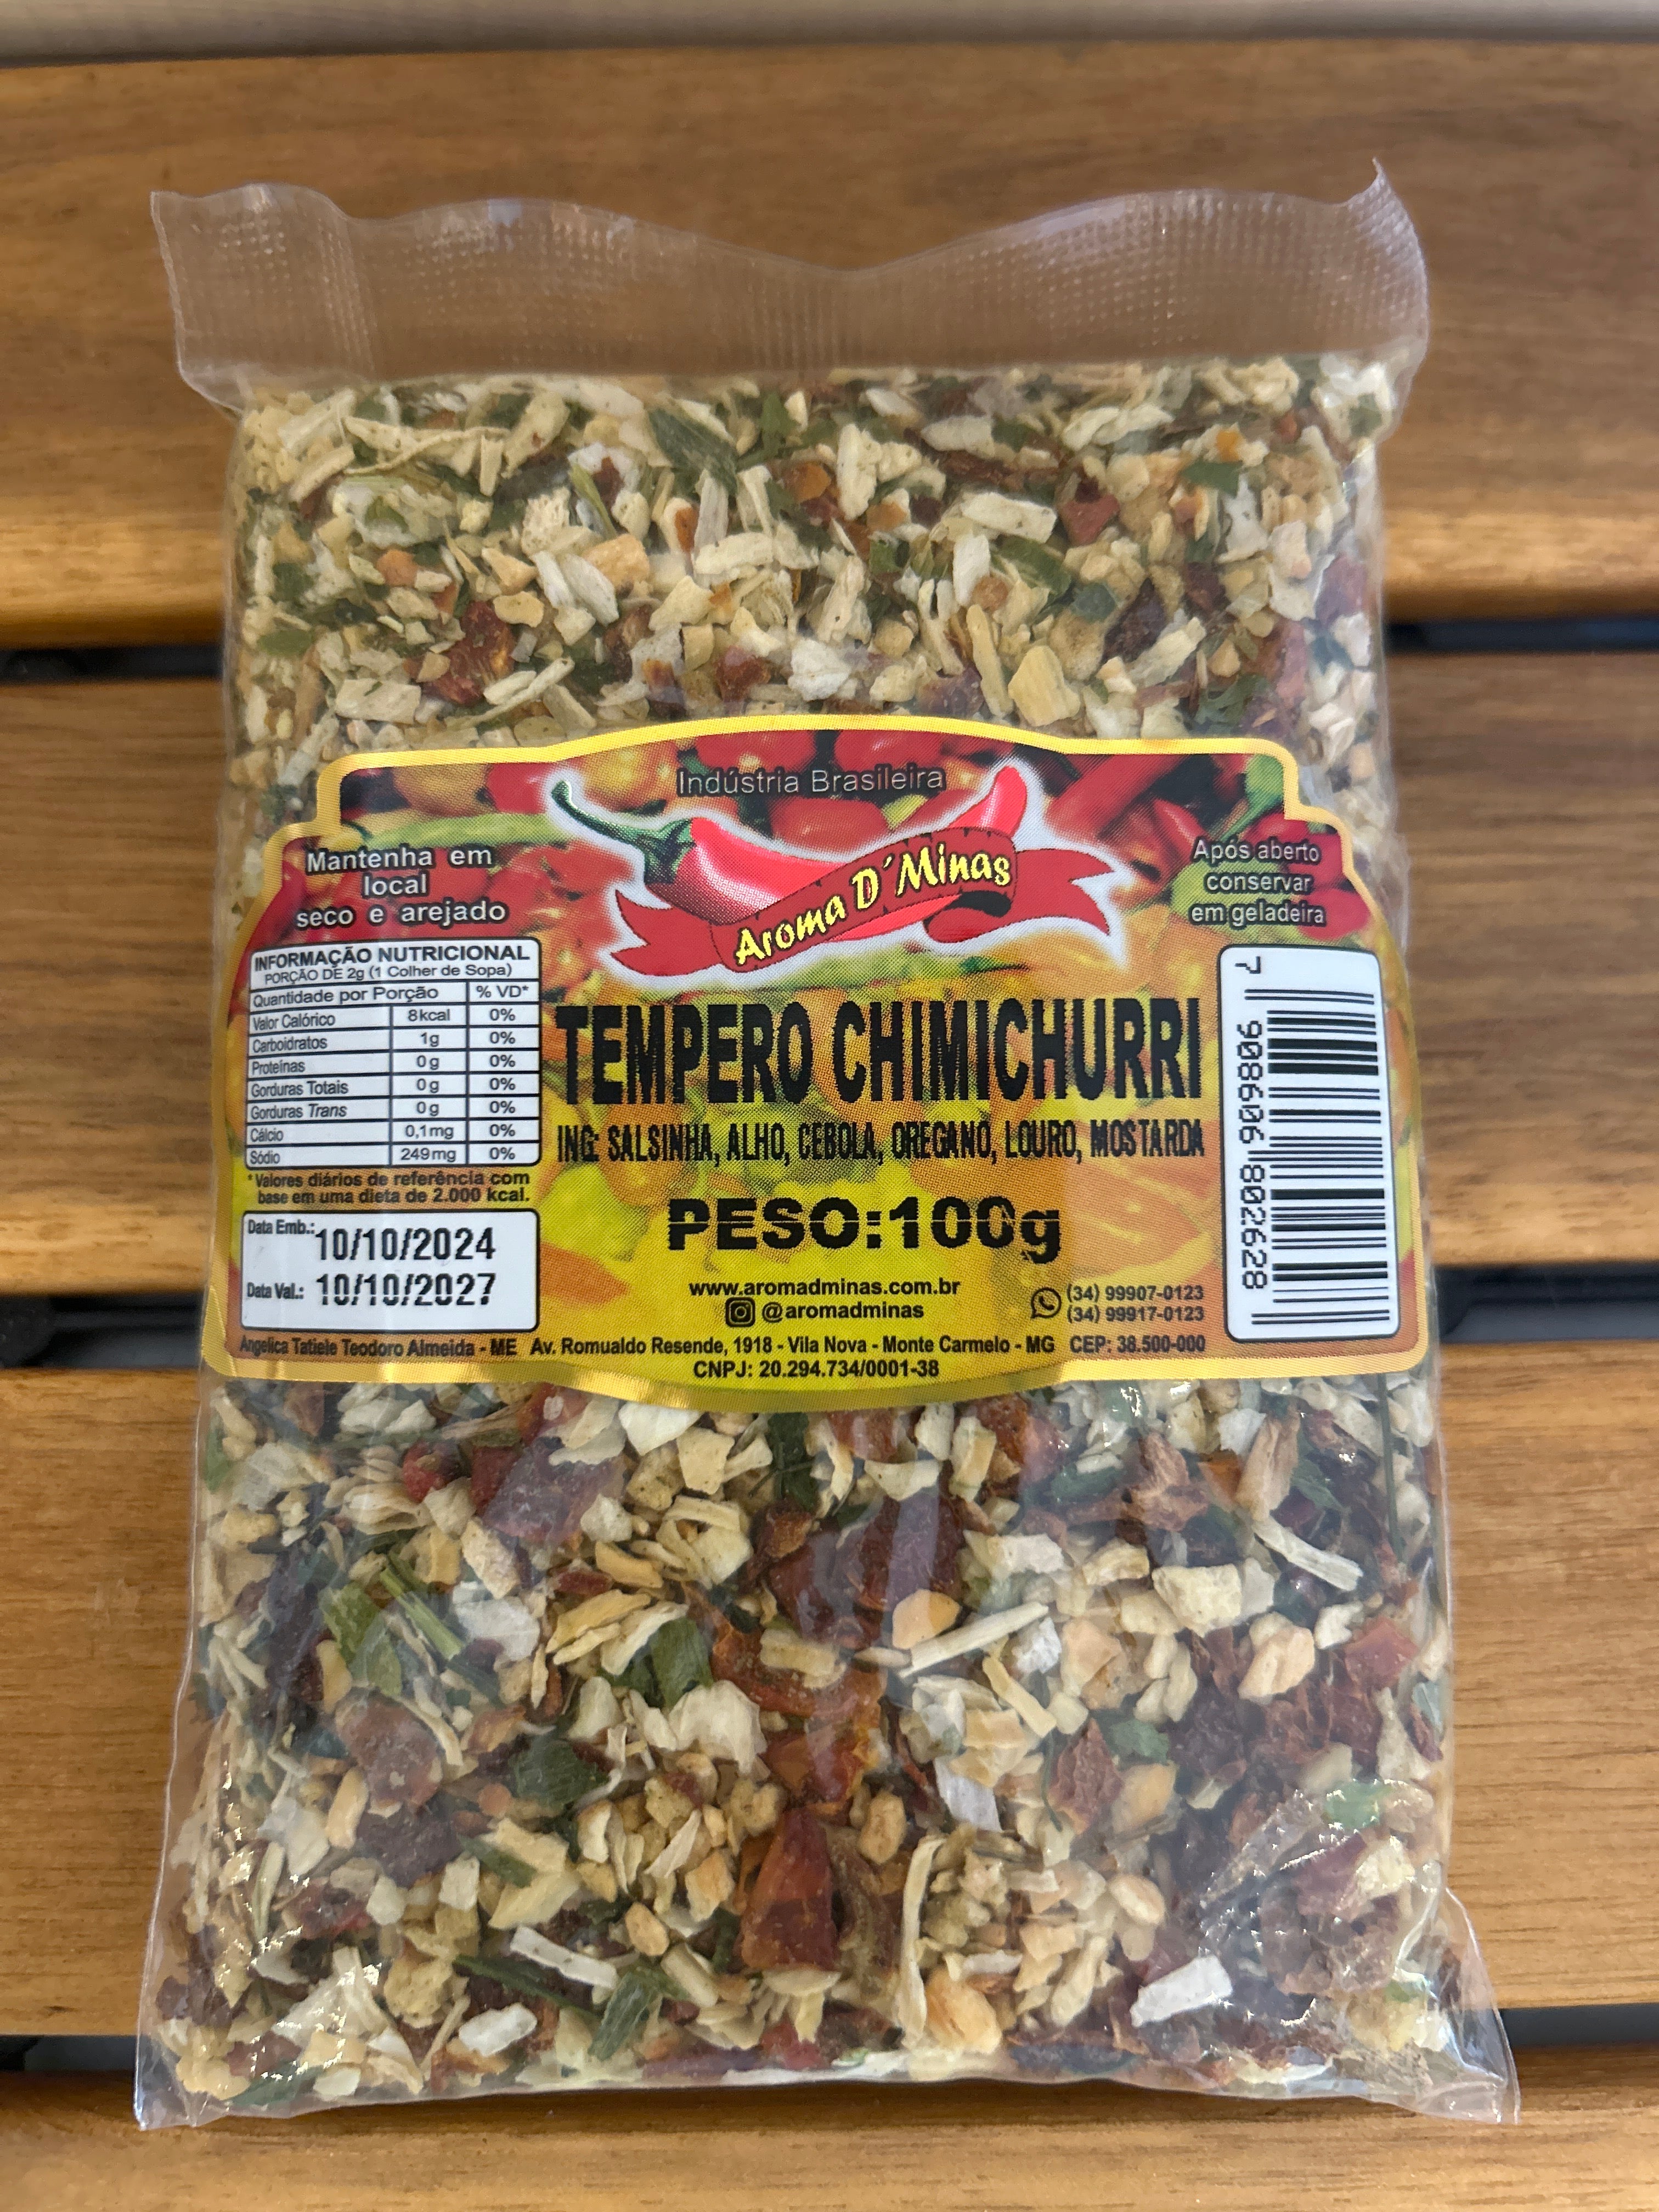 Indústria Brasileira
Aroma D´Minas
Mantenha em
local
seco e arejado
Após aberto
conservar
em geladeira
INFORMAÇÃO NUTRICIONAL
PORÇÃO DE 2g (1 Colher de Sopa)
Quantidade por Porção % VD*
Valor Calórico 8kcal 0%
Carboidratos 1g 0%
Proteínas 0g 0%
Gorduras Totais 0g 0%
Gorduras Trans 0g 0%
Cálcio 0,1mg 0%
Sódio 249mg 0%
*Valores diários de referência com
base em uma dieta de 2.000 kcal.
Data Emb.: 10/10/2024
Data Val.: 10/10/2027
TEMPERO CHIMICHURRI
ING: SALSINHA, ALHO, CEBOLA, OREGANO, LOURO, MOSTARDA
PESO:100g
www.aromadminas.com.br
@aromadminas
(34) 99907-0123
(34) 99917-0123
Angelica Tatiele Teodoro Almeida - ME Av. Romualdo Resende, 1918 - Vila Nova - Monte Carmelo - MG CEP: 38.500-000
CNPJ: 20.294.734/0001-38
7 908606 802628